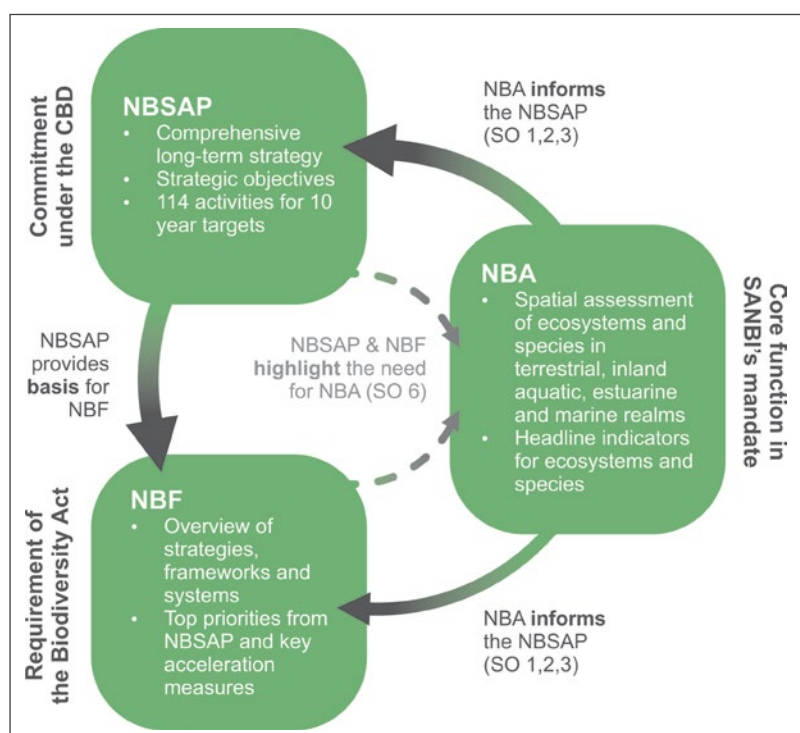 Commitment
under the CBD
NBSAP
• Comprehensive
long-term strategy
• Strategic objectives
• 114 activities for 10
year targets
NBA informs
the NBSAP
(SO 1,2,3)
NBSAP
provides
basis for
NBF
NBSAP & NBF
highlight the need
for NBA (SO 6)
NBA
• Spatial assessment
of ecosystems and
species in
terrestrial, inland
aquatic, estuarine
and marine realms
• Headline indicators
for ecosystems and
species
Core function in
SANBI's mandate
Requirement of
the Biodiversity Act
NBF
• Overview of
strategies,
frameworks and
systems
• Top priorities from
NBSAP and key
acceleration
measures
NBA informs
the NBSAP
(SO 1,2,3)